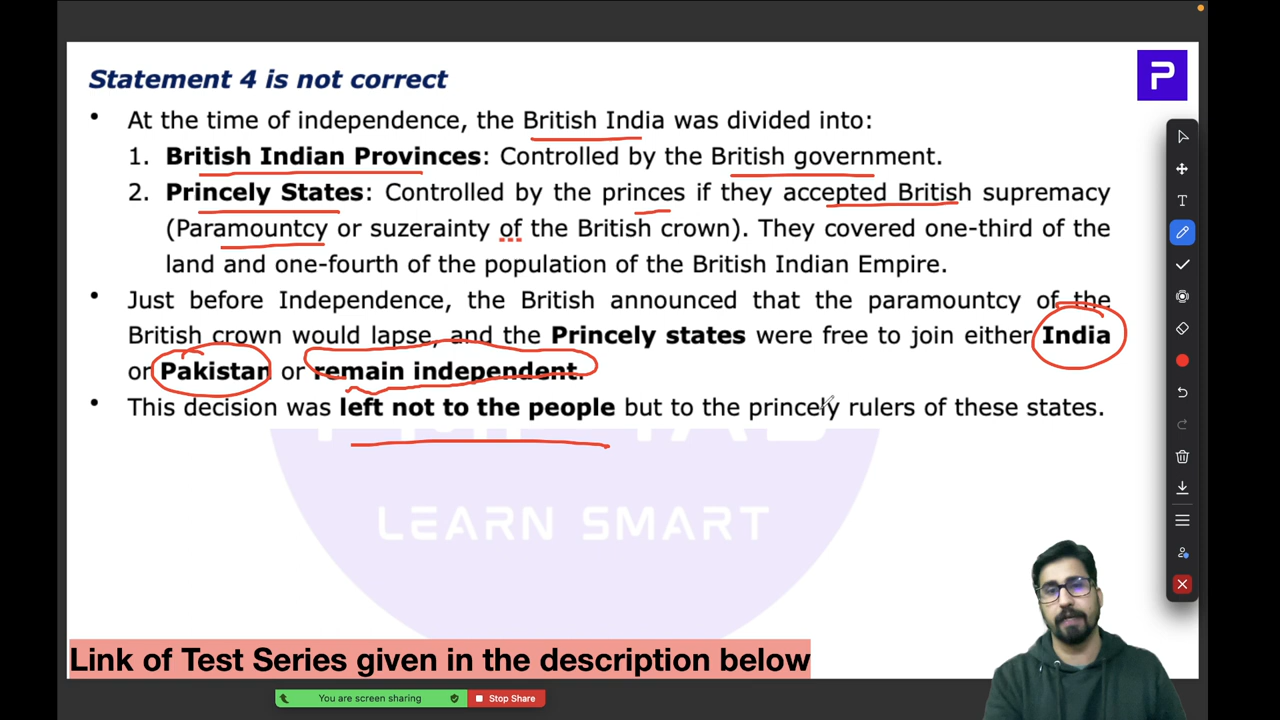 Statement 4 is not correct
P
• At the time of independence, the British India was divided into:
1. British Indian Provinces: Controlled by the British government.
2. Princely States: Controlled by the princes if they accepted British supremacy
(Paramountcy or suzerainty of the British crown). They covered one-third of the
land and one-fourth of the population of the British Indian Empire.
• Just before Independence, the British announced that the paramountcy of the
British crown would lapse, and the Princely states were free to join either India
or Pakistan or remain independent.
• This decision was left not to the people but to the princely rulers of these states.
LEARN SMART
Link of Test Series given in the description below
You are screen sharing
Stop Share
T